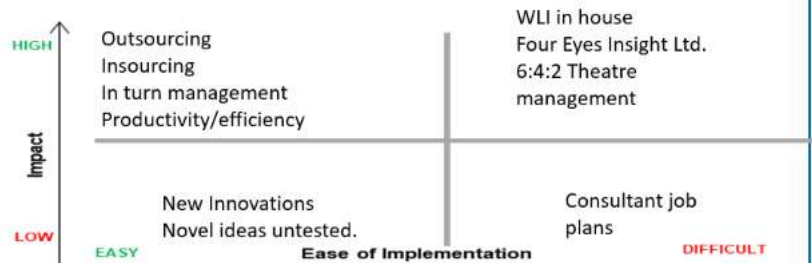 HIGH
Outsourcing
Insourcing
In turn management
Productivity/efficiency
WLI in house
Four Eyes Insight Ltd.
6:4:2 Theatre
management
Impact
New Innovations
Novel ideas untested.
Consultant job
plans
LOW
EASY
Ease of Implementation
DIFFICULT